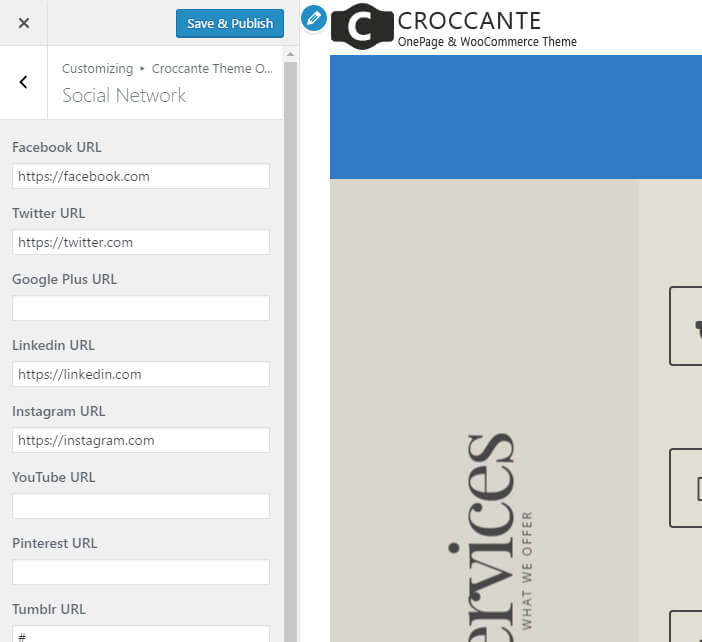 Save & Publish
Customizing • Croccante Theme O...
Social Network
Facebook URL
https://facebook.com
Twitter URL
https://twitter.com
Google Plus URL
Linkedin URL
https://linkedin.com
Instagram URL
https://instagram.com
YouTube URL
Pinterest URL
Tumblr URL
#
C
CROCCANTE
OnePage & WooCommerce Theme
ervices
WHAT WE OFFER